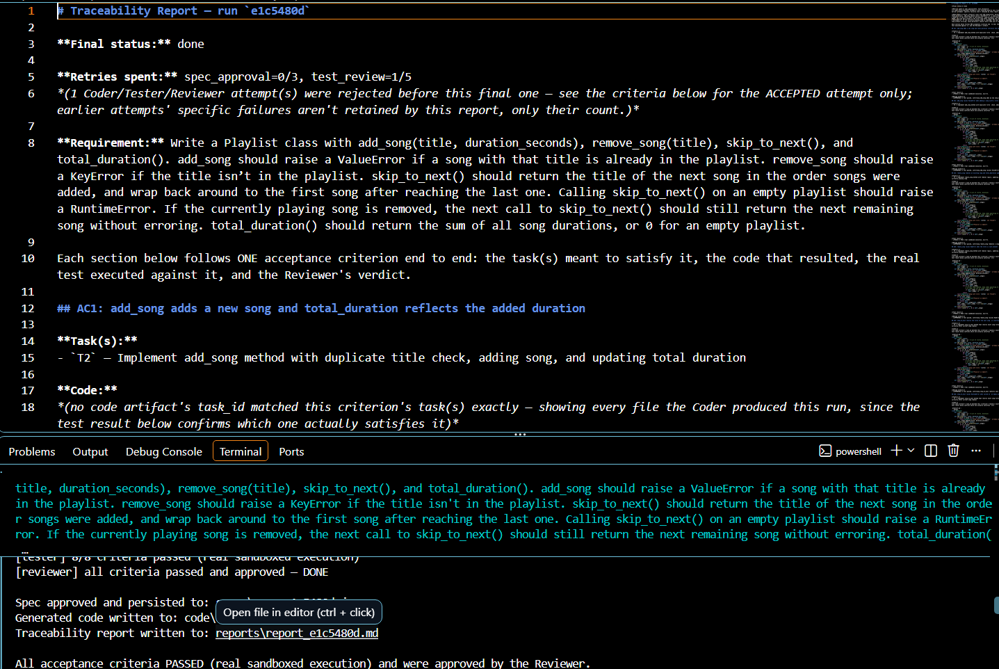 1 # Traceability Report — run `e1c5480d`
2
3 **Final status:** done
4
5 **Retries spent:** spec_approval=0/3, test_review=1/5
6 *(1 Coder/Tester/Reviewer attempt(s) were rejected before this final one — see the criteria below for the ACCEPTED attempt only;
earlier attempts' specific failures aren't retained by this report, only their count.)*
7
8 **Requirement:** Write a Playlist class with add_song(title, duration_seconds), remove_song(title), skip_to_next(), and
total_duration(). add_song should raise a ValueError if a song with that title is already in the playlist. remove_song should raise
a KeyError if the title isn’t in the playlist. skip_to_next() should return the title of the next song in the order songs were
added, and wrap back around to the first song after reaching the last one. Calling skip_to_next() on an empty playlist should raise
a RuntimeError. If the currently playing song is removed, the next call to skip_to_next() should still return the next remaining
song without erroring. total_duration() should return the sum of all song durations, or 0 for an empty playlist.
9
10 Each section below follows ONE acceptance criterion end to end: the task(s) meant to satisfy it, the code that resulted, the real
test executed against it, and the Reviewer's verdict.
11
12 ## AC1: add_song adds a new song and total_duration reflects the added duration
13
14 **Task(s):**
15 - `T2` — Implement add_song method with duplicate title check, adding song, and updating total duration
16
17 **Code:**
18 *(no code artifact's task_id matched this criterion's task(s) exactly — showing every file the Coder produced this run, since the
test result below confirms which one actually satisfies it)*
Problems Output Debug Console Terminal Ports powershell
title, duration_seconds), remove_song(title), skip_to_next(), and total_duration(). add_song should raise a ValueError if a song with that title is already
in the playlist. remove_song should raise a KeyError if the title isn't in the playlist. skip_to_next() should return the title of the next song in the orde
r songs were added, and wrap back around to the first song after reaching the last one. Calling skip_to_next() on an empty playlist should raise a RuntimeEr
ror. If the currently playing song is removed, the next call to skip_to_next() should still return the next remaining song without erroring. total_duration(
…
[tester] 8/8 criteria passed (real sandboxed execution)
[reviewer] all criteria passed and approved — DONE
Spec approved and persisted to:
Generated code written to: code\
Open file in editor (ctrl + click)
Traceability report written to: reports\report_e1c5480d.md
All acceptance criteria PASSED (real sandboxed execution) and were approved by the Reviewer.